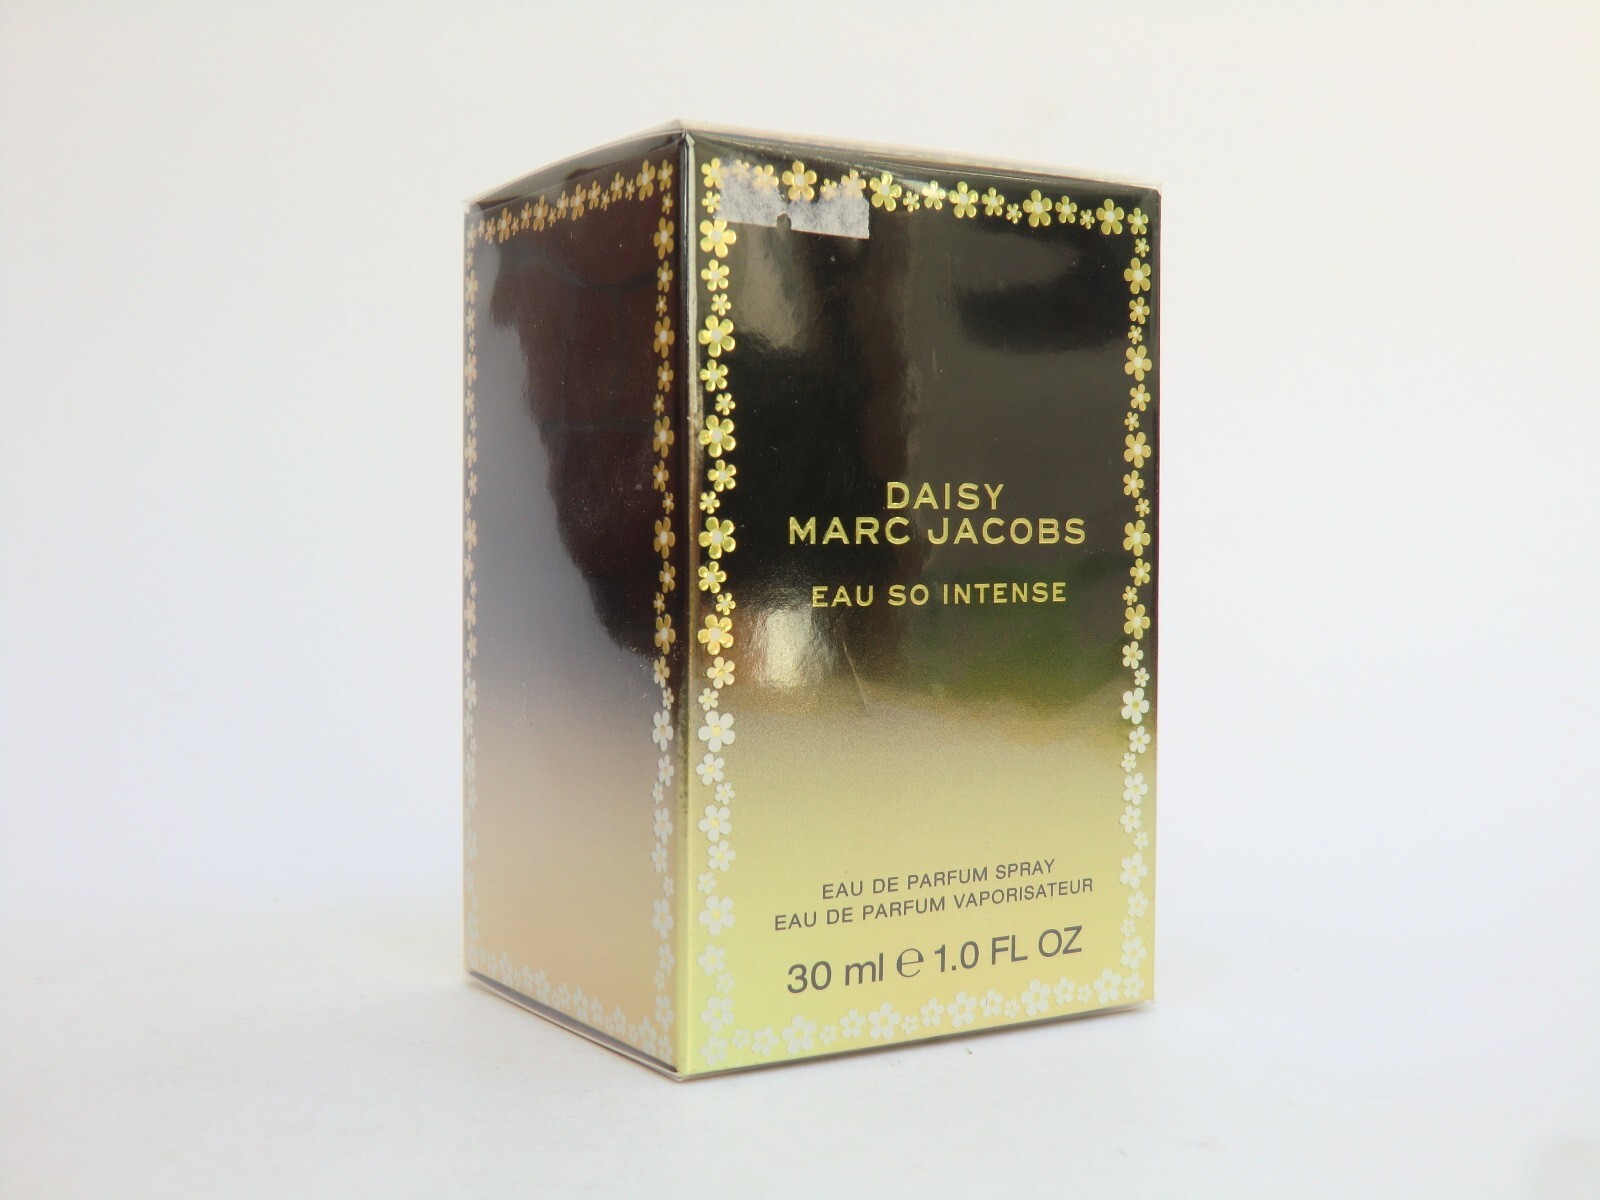 DAISY
MARC JACOBS
EAU SO INTENSE
EAU DE PARFUM SPRAY
EAU DE PARFUM VAPORISATEUR
30 ml ℮ 1.0 FL OZ